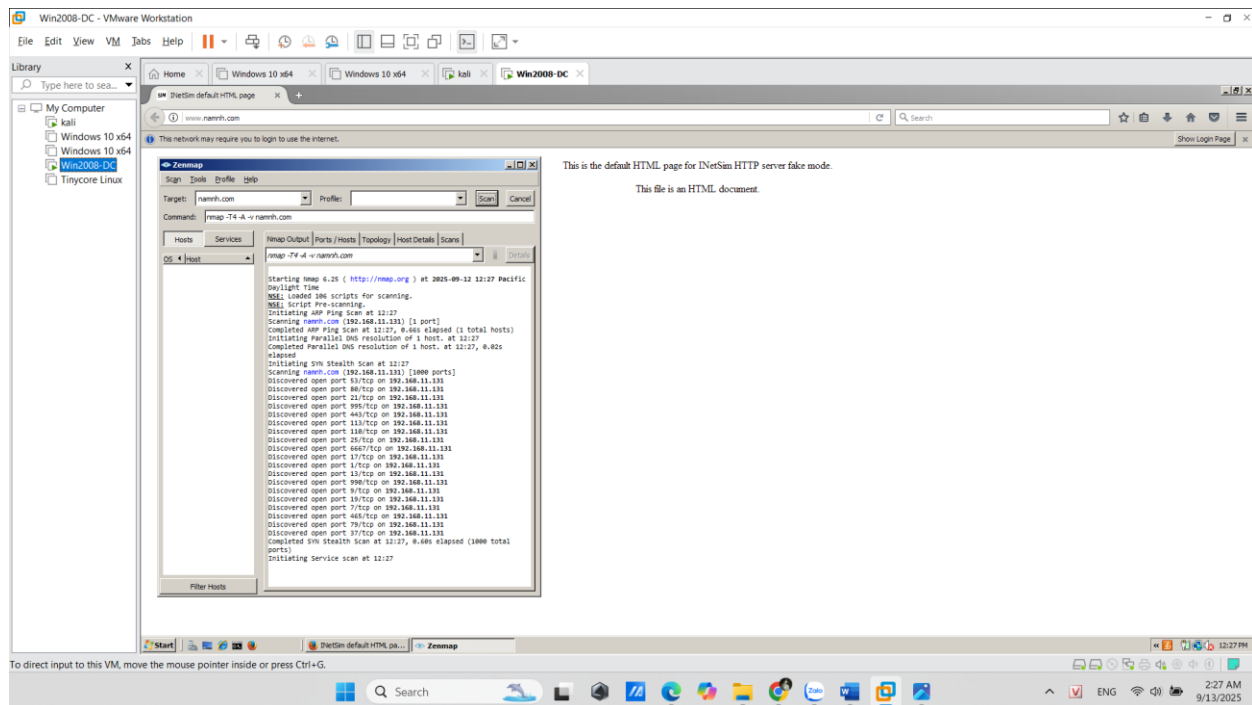 Win2008-DC - VMware Workstation
File Edit View VM Tabs Help
Library X
Type here to sea...
My Computer
kali
Windows 10 x64
Windows 10 x64
Win2008-DC
Tinycore Linux
Home Windows 10 x64 Windows 10 x64 kali Win2008-DC
INetSim default HTML page
www.namnh.com Search
This network may require you to login to use the internet. Show Login Page
This is the default HTML page for INetSim HTTP server fake mode.
This file is an HTML document.
Zenmap
Scan Tools Profile Help
Target: namnh.com Profile: Scan Cancel
Command: nmap -T4 -A -v namnh.com
Hosts Services Nmap Output Ports / Hosts Topology Host Details Scans
OS Host nmap -T4 -A -v namnh.com Details
Starting Nmap 6.25 ( http://nmap.org ) at 2025-09-12 12:27 Pacific
Daylight Time
NSE: Loaded 106 scripts for scanning.
NSE: Script Pre-scanning.
Initiating ARP Ping Scan at 12:27
Scanning namnh.com (192.168.11.131) [1 port]
Completed ARP Ping Scan at 12:27, 0.66s elapsed (1 total hosts)
Initiating Parallel DNS resolution of 1 host. at 12:27
Completed Parallel DNS resolution of 1 host. at 12:27, 0.02s
elapsed
Initiating SYN Stealth Scan at 12:27
Scanning namnh.com (192.168.11.131) [1000 ports]
Discovered open port 53/tcp on 192.168.11.131
Discovered open port 80/tcp on 192.168.11.131
Discovered open port 21/tcp on 192.168.11.131
Discovered open port 995/tcp on 192.168.11.131
Discovered open port 443/tcp on 192.168.11.131
Discovered open port 113/tcp on 192.168.11.131
Discovered open port 110/tcp on 192.168.11.131
Discovered open port 25/tcp on 192.168.11.131
Discovered open port 6667/tcp on 192.168.11.131
Discovered open port 17/tcp on 192.168.11.131
Discovered open port 1/tcp on 192.168.11.131
Discovered open port 13/tcp on 192.168.11.131
Discovered open port 990/tcp on 192.168.11.131
Discovered open port 9/tcp on 192.168.11.131
Discovered open port 19/tcp on 192.168.11.131
Discovered open port 7/tcp on 192.168.11.131
Discovered open port 465/tcp on 192.168.11.131
Discovered open port 79/tcp on 192.168.11.131
Discovered open port 37/tcp on 192.168.11.131
Completed SYN Stealth Scan at 12:27, 0.60s elapsed (1000 total
ports)
Initiating Service scan at 12:27
Filter Hosts
Start INetSim default HTML pa... Zenmap 12:27 PM
To direct input to this VM, move the mouse pointer inside or press Ctrl+G.
Search Zalo V ENG 2:27 AM
9/13/2025